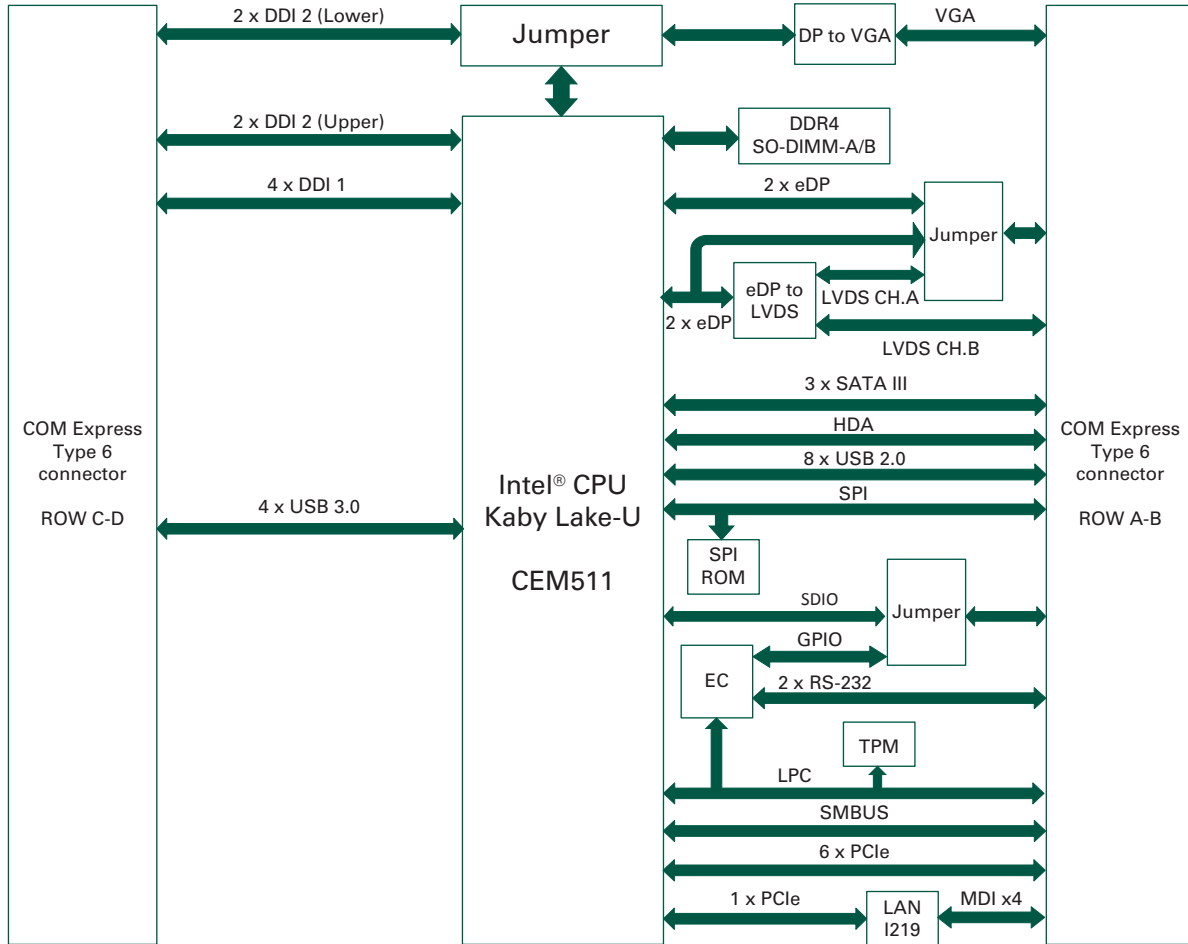 2 x DDI 2 (Lower)
Jumper
DP to VGA
VGA
2 x DDI 2 (Upper)
DDR4
SO-DIMM-A/B
4 x DDI 1
2 x eDP
Jumper
eDP to
LVDS
LVDS CH.A
2 x eDP
LVDS CH.B
3 x SATA III
COM Express
Type 6
connector
ROW C-D
HDA
8 x USB 2.0
COM Express
Type 6
connector
ROW A-B
Intel® CPU
Kaby Lake-U
CEM511
SPI
4 x USB 3.0
SPI
ROM
SDIO
Jumper
GPIO
EC
2 x RS-232
TPM
LPC
SMBUS
6 x PCIe
1 x PCIe
LAN
I219
MDI x4